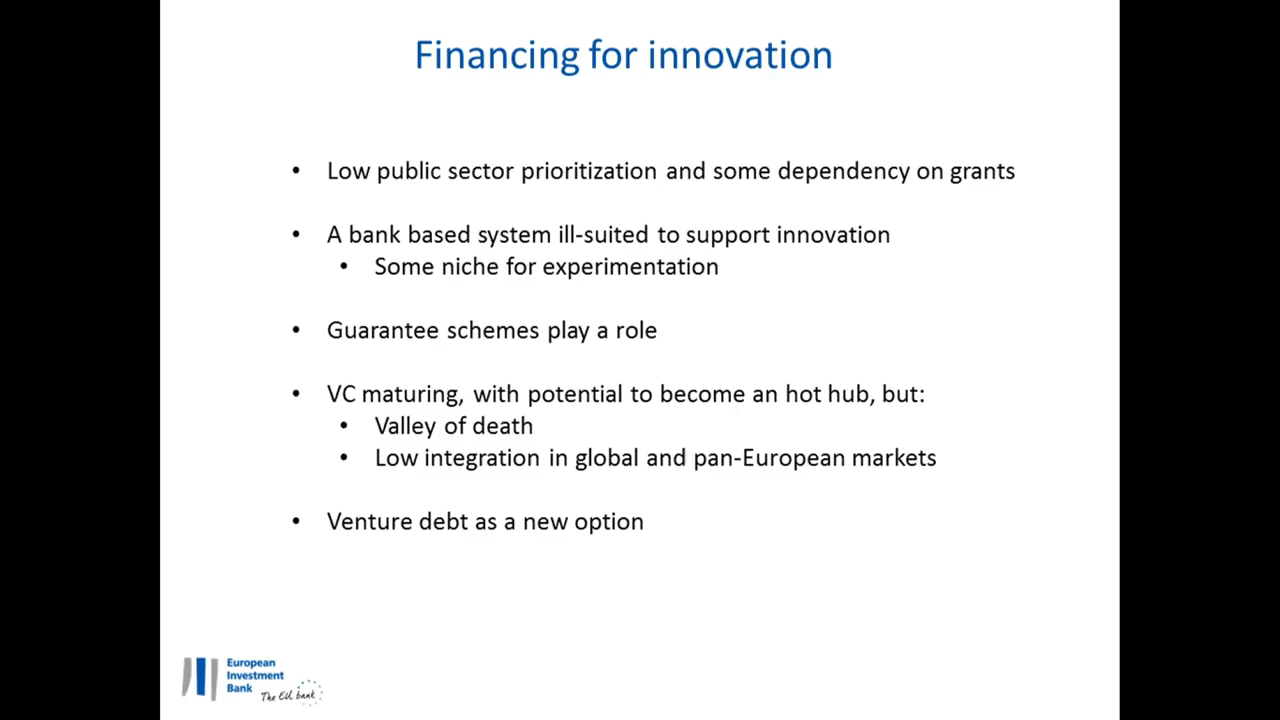 Financing for innovation
• Low public sector prioritization and some dependency on grants
• A bank based system ill-suited to support innovation
• Some niche for experimentation
• Guarantee schemes play a role
• VC maturing, with potential to become an hot hub, but:
• Valley of death
• Low integration in global and pan-European markets
• Venture debt as a new option
European
Investment
Bank
The EU bank